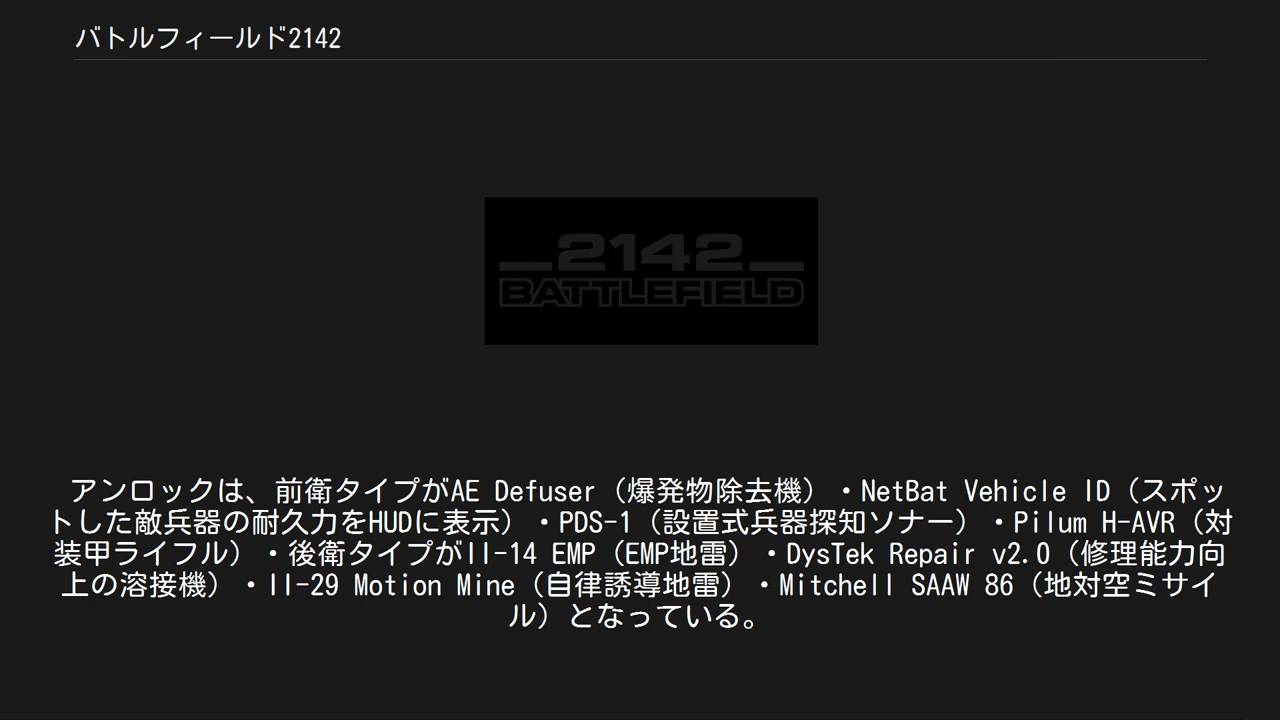 バトルフィールド2142
2142
BATTLEFIELD
アンロックは、前衛タイプがAE Defuser（爆発物除去機）・NetBat Vehicle ID（スポッ
トした敵兵器の耐久力をHUDに表示）・PDS-1（設置式兵器探知ソナー）・Pilum H-AVR（対
装甲ライフル）・後衛タイプがII-14 EMP（EMP地雷）・DysTek Repair v2.0（修理能力向
上の溶接機）・II-29 Motion Mine（自律誘導地雷）・Mitchell SAAW 86（地対空ミサイ
ル）となっている。